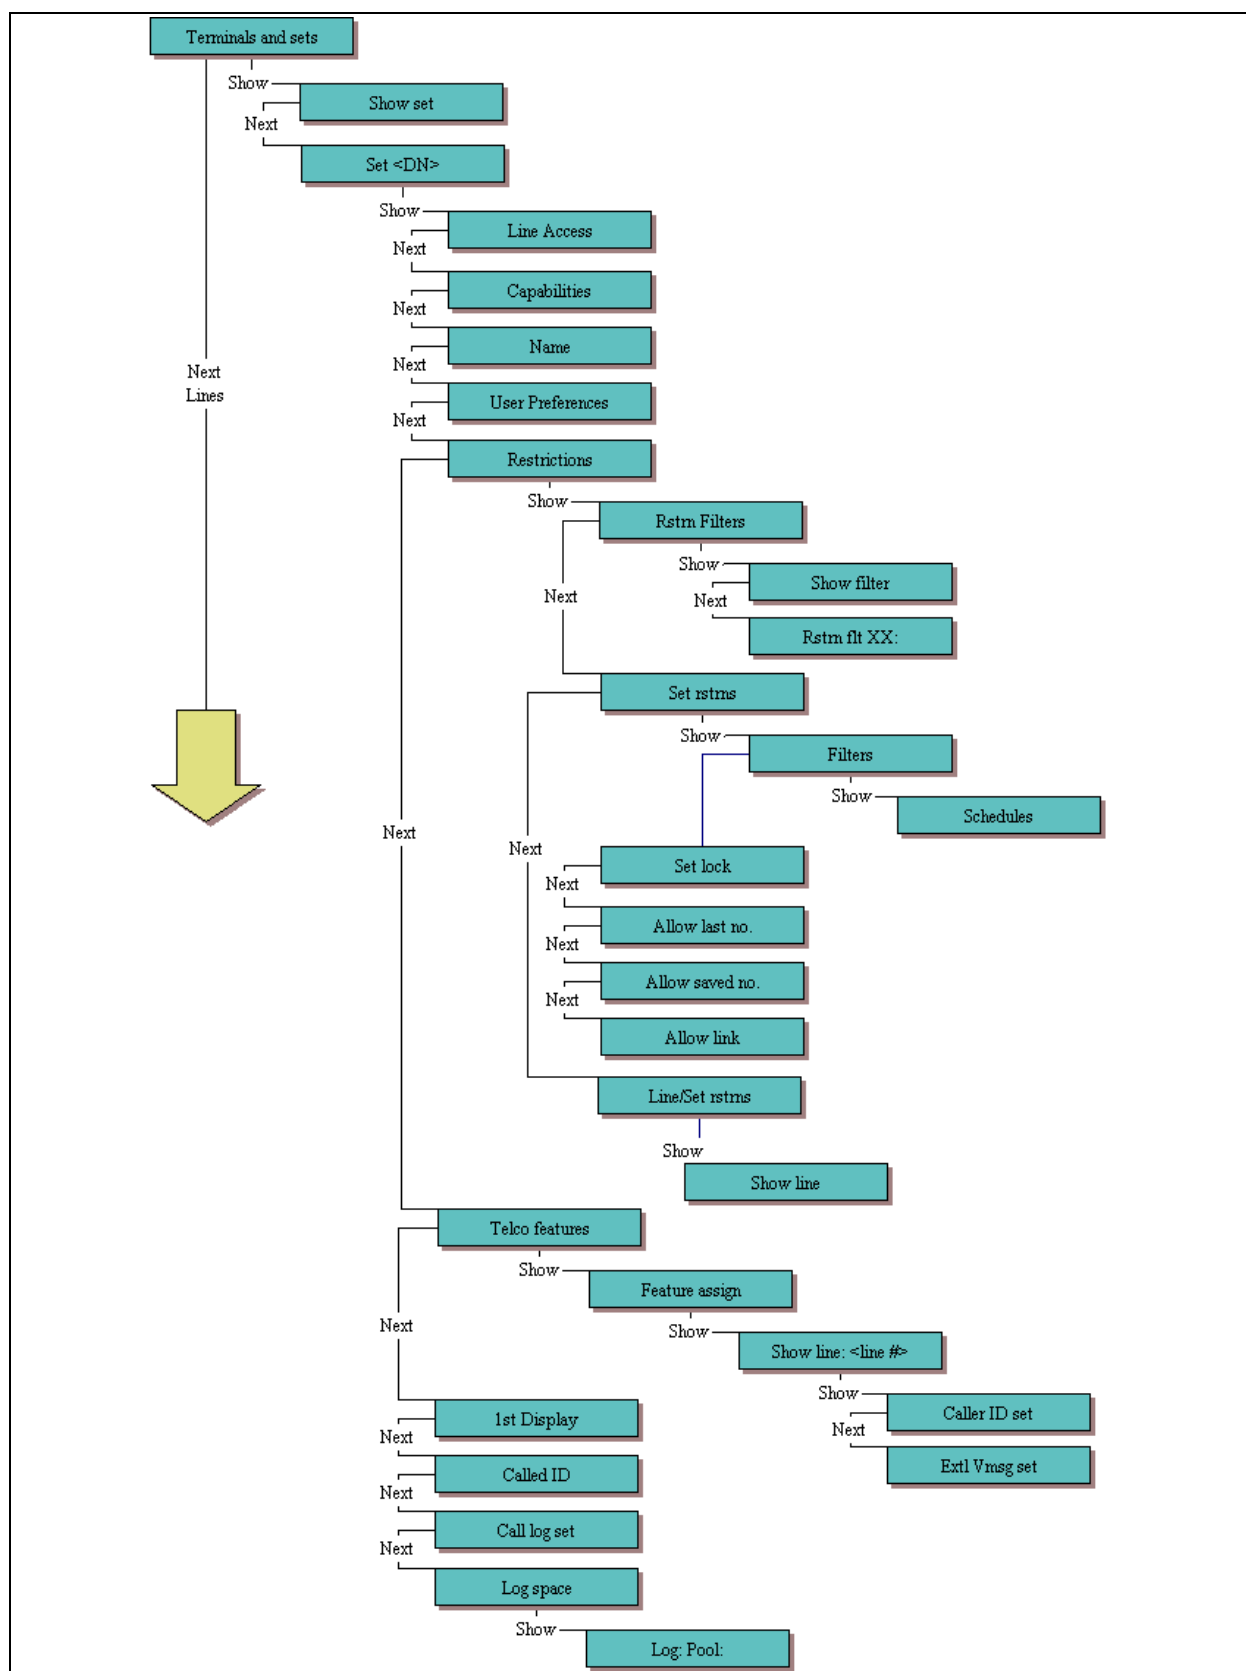 Terminals and sets
Show
Show set
Next
Set <DN>
Show
Line Access
Next
Capabilities
Next
Name
Next
Lines
Next
User Preferences
Next
Restrictions
Show
Rstrn Filters
Show
Show filter
Next
Next
Rstrn flt XX:
Set rstrns
Show
Filters
Show
Schedules
Next
Next
Set lock
Next
Allow last no.
Next
Allow saved no.
Next
Allow link
Line/Set rstrns
Show
Show line
Telco features
Show
Feature assign
Next
Show
Show line: <line #>
Show
Caller ID set
Next
Extl Vmsg set
1st Display
Next
Called ID
Next
Call log set
Next
Log space
Show
Log: Pool: